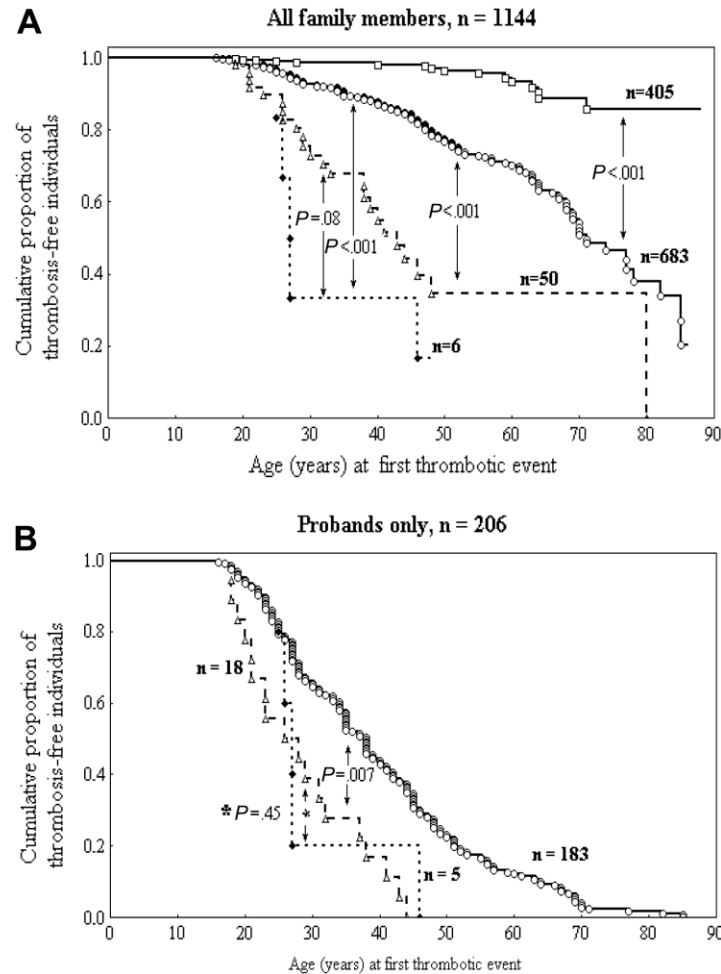 A
All family members, n = 1144
Cumulative proportion of
thrombosis-free individuals
1.0
0.8
0.6
0.4
0.2
0.0
n=405
P<.001
P=.08
P<.001
P<.001
n=683
n=50
n=6
0 10 20 30 40 50 60 70 80 90
Age (years) at first thrombotic event
B
Probands only, n = 206
Cumulative proportion of
thrombosis-free individuals
1.0
0.8
0.6
0.4
0.2
0.0
n = 18
P=.007
* P=.45
*
n = 183
n = 5
0 10 20 30 40 50 60 70 80 90
Age (years) at first thrombotic event